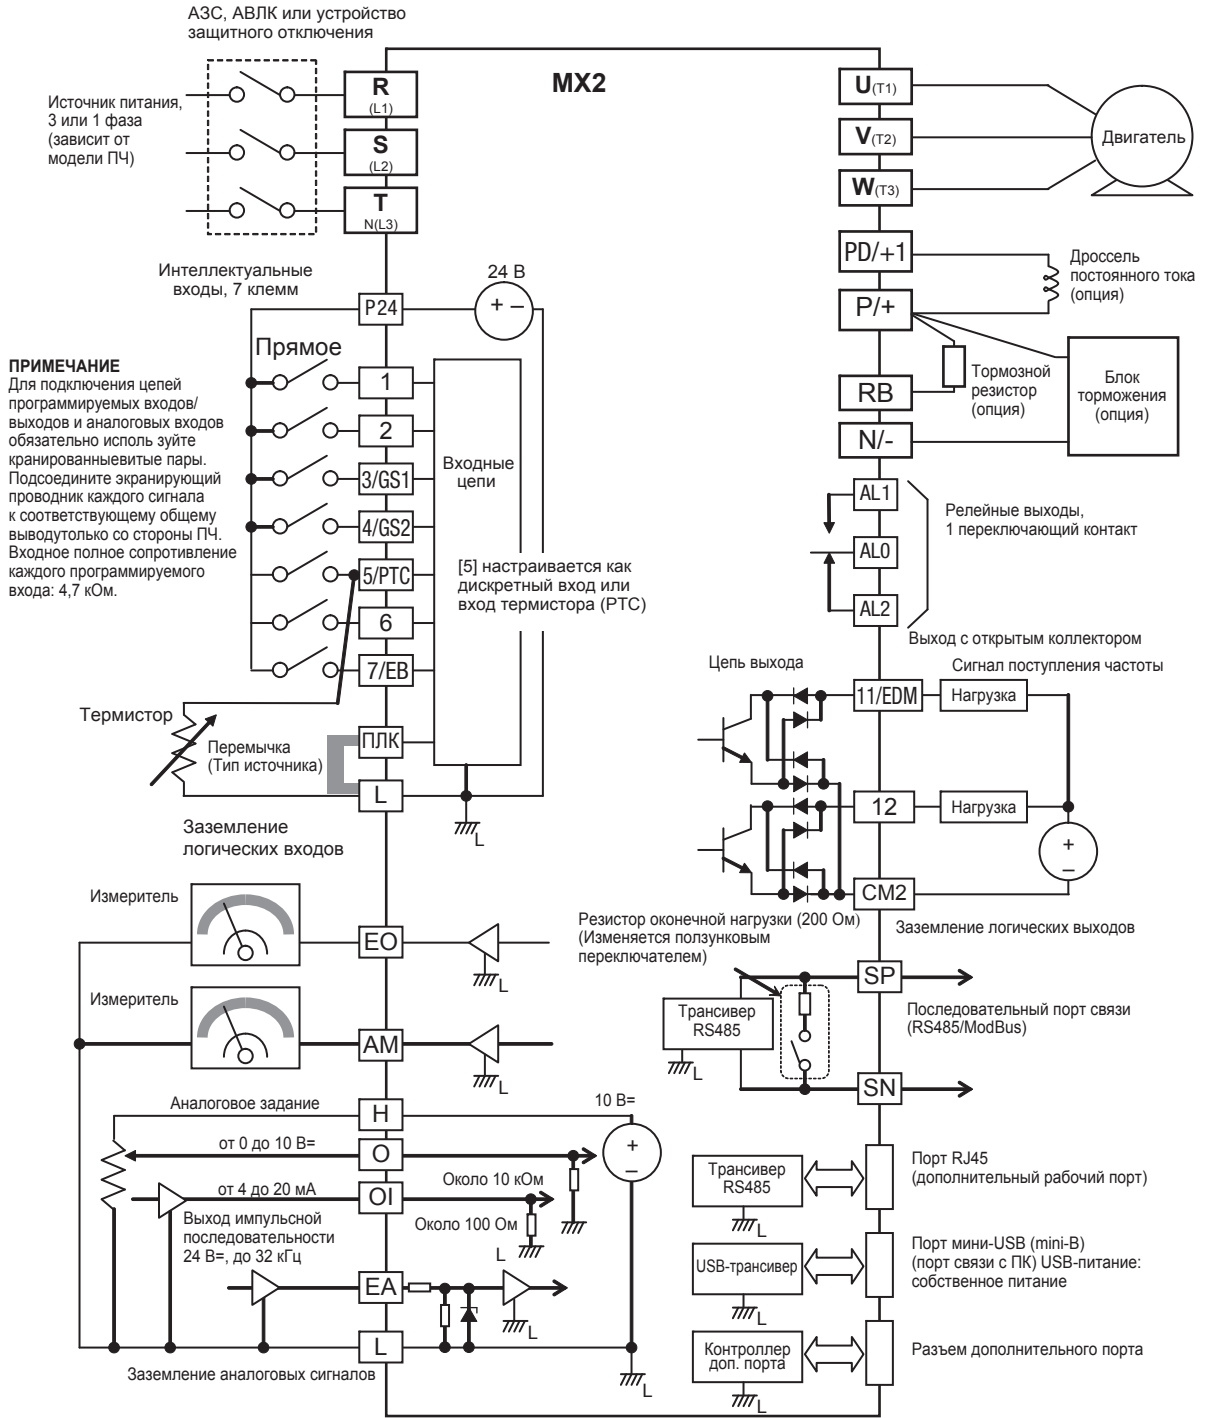 АЗС, АВЛК или устройство
защитного отключения
MX2
Источник питания,
3 или 1 фаза
(зависит от
модели ПЧ)
R
(L1)
S
(L2)
T
N(L3)
U(T1)
V(T2)
W(T3)
Двигатель
PD/+1
P/+
RB
N/-
Дроссель
постоянного тока
(опция)
Тормозной
резистор
(опция)
Блок
торможения
(опция)
Интеллектуальные
входы, 7 клемм
24 В
P24
+ –
Прямое
ПРИМЕЧАНИЕ
Для подключения цепей
программируемых входов/
выходов и аналоговых входов
обязательно исполь зуйте
кранированныевитые пары.
Подсоедините экранирующий
проводник каждого сигнала
к соответствующему общему
выводутолько со стороны ПЧ.
Входное полное сопротивление
каждого программируемого
входа: 4,7 кОм.
1
2
3/GS1
4/GS2
5/PTC
6
7/EB
ПЛК
L
Входные
цепи
[5] настраивается как
дискретный вход или
вход термистора (PTC)
Термистор
Перемычка
(Тип источника)
L
Заземление
логических входов
AL1
AL0
AL2
Релейные выходы,
1 переключающий контакт
Выход с открытым коллектором
Цепь выхода
Сигнал поступления частоты
11/EDM
Нагрузка
12
Нагрузка
+
–
CM2
Заземление логических выходов
Резистор оконечной нагрузки (200 Ом)
(Изменяется ползунковым
переключателем)
SP
Трансивер
RS485
L
Последовательный порт связи
(RS485/ModBus)
SN
Измеритель
EO
L
Измеритель
AM
L
Аналоговое задание
H
10 В=
+
–
от 0 до 10 В=
O
от 4 до 20 мА
OI
Около 10 кОм
Около 100 Ом
L
Выход импульсной
последовательности
24 В=, до 32 кГц
EA
L
L
Заземление аналоговых сигналов
L
Трансивер
RS485
L
Порт RJ45
(дополнительный рабочий порт)
USB-трансивер
L
Порт мини-USB (mini-B)
(порт связи с ПК) USB-питание:
собственное питание
Контроллер
доп. порта
L
Разъем дополнительного порта